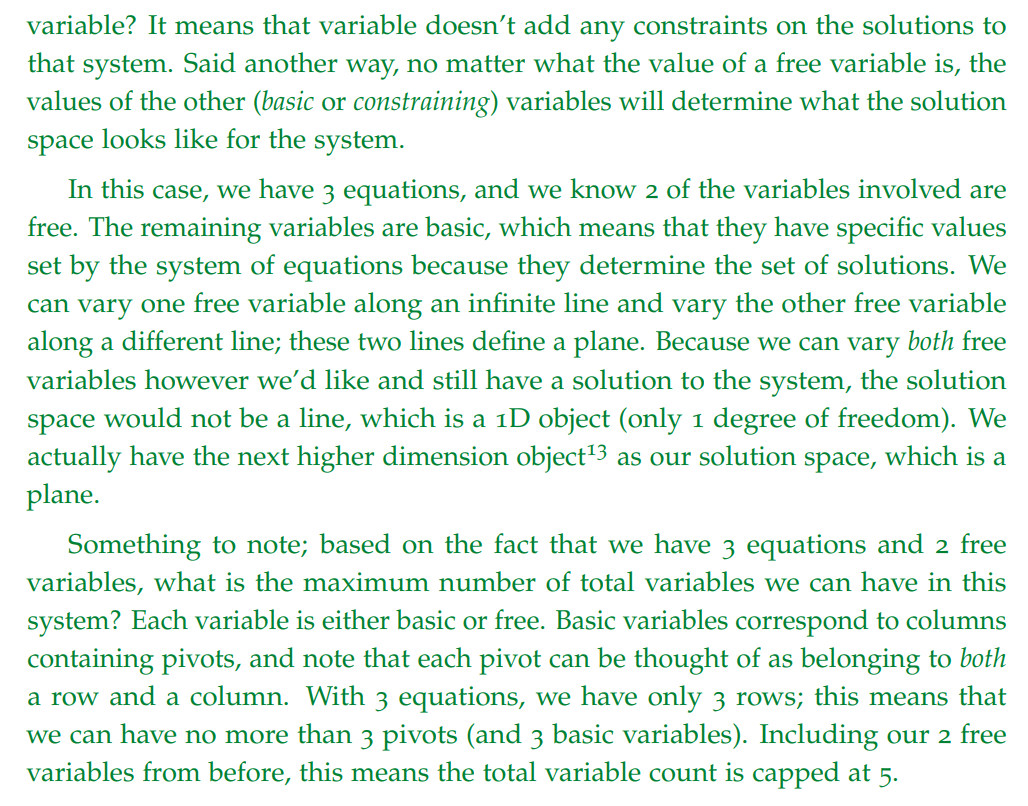 variable? It means that variable doesn't add any constraints on the solutions to
that system. Said another way, no matter what the value of a free variable is, the
values of the other (basic or constraining) variables will determine what the solution
space looks like for the system.
In this case, we have 3 equations, and we know 2 of the variables involved are
free. The remaining variables are basic, which means that they have specific values
set by the system of equations because they determine the set of solutions. We
can vary one free variable along an infinite line and vary the other free variable
along a different line; these two lines define a plane. Because we can vary both free
variables however we'd like and still have a solution to the system, the solution
space would not be a line, which is a 1D object (only 1 degree of freedom). We
actually have the next higher dimension object¹³ as our solution space, which is a
plane.
Something to note; based on the fact that we have 3 equations and 2 free
variables, what is the maximum number of total variables we can have in this
system? Each variable is either basic or free. Basic variables correspond to columns
containing pivots, and note that each pivot can be thought of as belonging to both
a row and a column. With 3 equations, we have only 3 rows; this means that
we can have no more than 3 pivots (and 3 basic variables). Including our 2 free
variables from before, this means the total variable count is capped at 5.